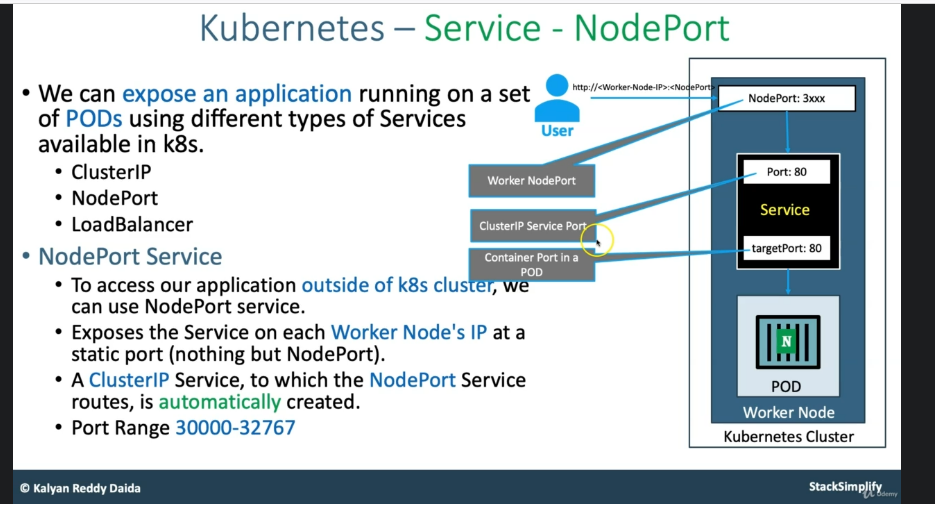 Kubernetes – Service - NodePort
• We can expose an application running on a set
of PODs using different types of Services
available in k8s.
• ClusterIP
• NodePort
• LoadBalancer
• NodePort Service
• To access our application outside of k8s cluster, we
can use NodePort service.
• Exposes the Service on each Worker Node's IP at a
static port (nothing but NodePort).
• A ClusterIP Service, to which the NodePort Service
routes, is automatically created.
• Port Range 30000-32767
http://<Worker-Node-IP>:<NodePort>
User
Worker NodePort
ClusterIP Service Port
Container Port in a
POD
NodePort: 3xxx
Port: 80
Service
targetPort: 80
N
POD
Worker Node
Kubernetes Cluster
© Kalyan Reddy Daida
StackSimplify
Udemy